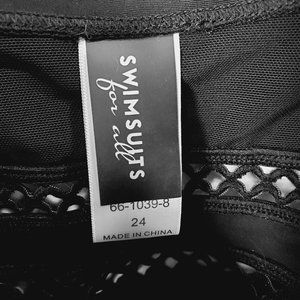 SWIMSUITS
for all
66-1039-8
24
MADE IN CHINA